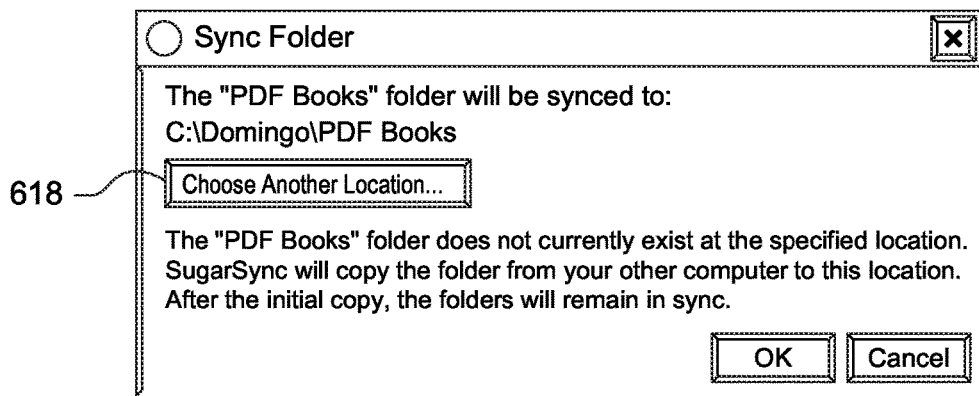 Sync Folder
The "PDF Books" folder will be synced to:
C:\Domingo\PDF Books
618
Choose Another Location...
The "PDF Books" folder does not currently exist at the specified location.
SugarSync will copy the folder from your other computer to this location.
After the initial copy, the folders will remain in sync.
OK Cancel